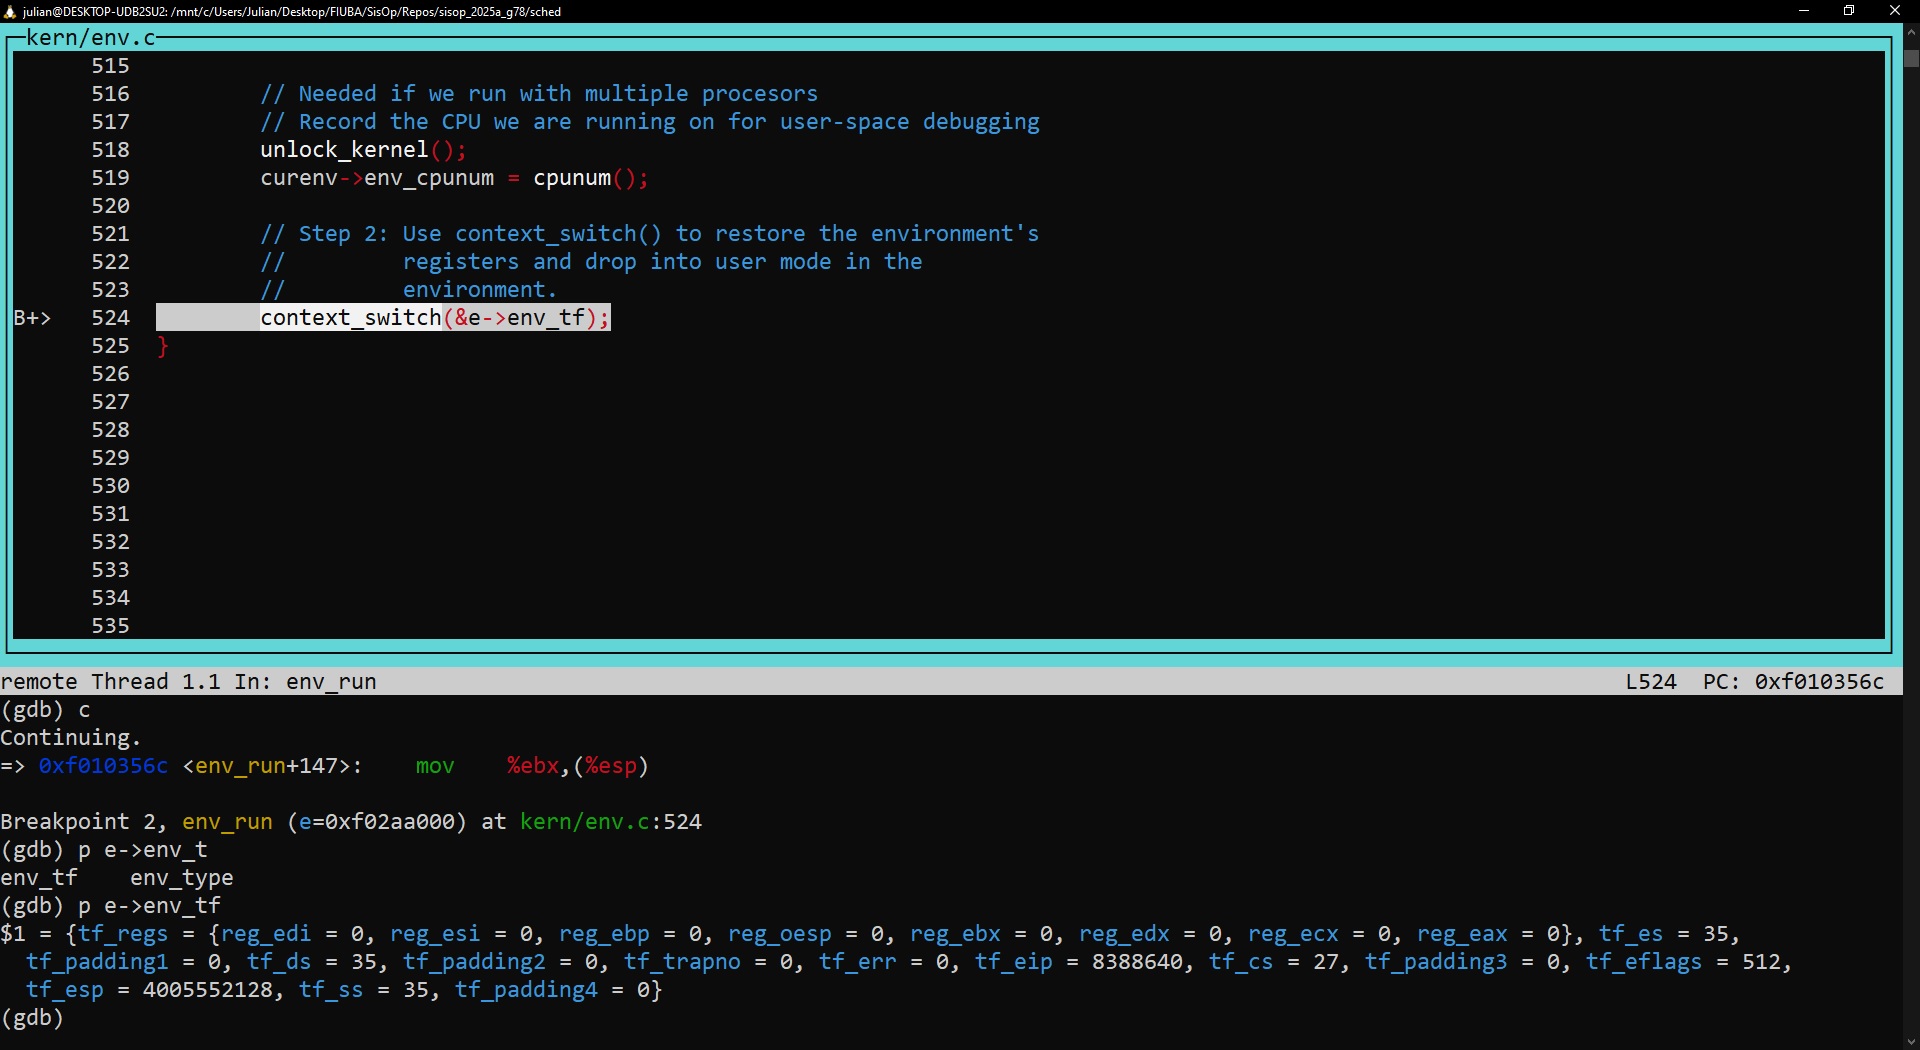 julian@DESKTOP-UDB2SU2: /mnt/c/Users/Julian/Desktop/FIUBA/SisOp/Repos/sisop_2025a_g78/sched
kern/env.c
515
516 // Needed if we run with multiple procesors
517 // Record the CPU we are running on for user-space debugging
518 unlock_kernel();
519 curenv->env_cpunum = cpunum();
520
521 // Step 2: Use context_switch() to restore the environment's
522 // registers and drop into user mode in the
523 // environment.
B+> 524 context_switch(&e->env_tf);
525 }
526
527
528
529
530
531
532
533
534
535
remote Thread 1.1 In: env_run L524 PC: 0xf010356c
(gdb) c
Continuing.
=> 0xf010356c <env_run+147>: mov %ebx,(%esp)
Breakpoint 2, env_run (e=0xf02aa000) at kern/env.c:524
(gdb) p e->env_t
env_tf env_type
(gdb) p e->env_tf
$1 = {tf_regs = {reg_edi = 0, reg_esi = 0, reg_ebp = 0, reg_oesp = 0, reg_ebx = 0, reg_edx = 0, reg_ecx = 0, reg_eax = 0}, tf_es = 35,
tf_padding1 = 0, tf_ds = 35, tf_padding2 = 0, tf_trapno = 0, tf_err = 0, tf_eip = 8388640, tf_cs = 27, tf_padding3 = 0, tf_eflags = 512,
tf_esp = 4005552128, tf_ss = 35, tf_padding4 = 0}
(gdb)